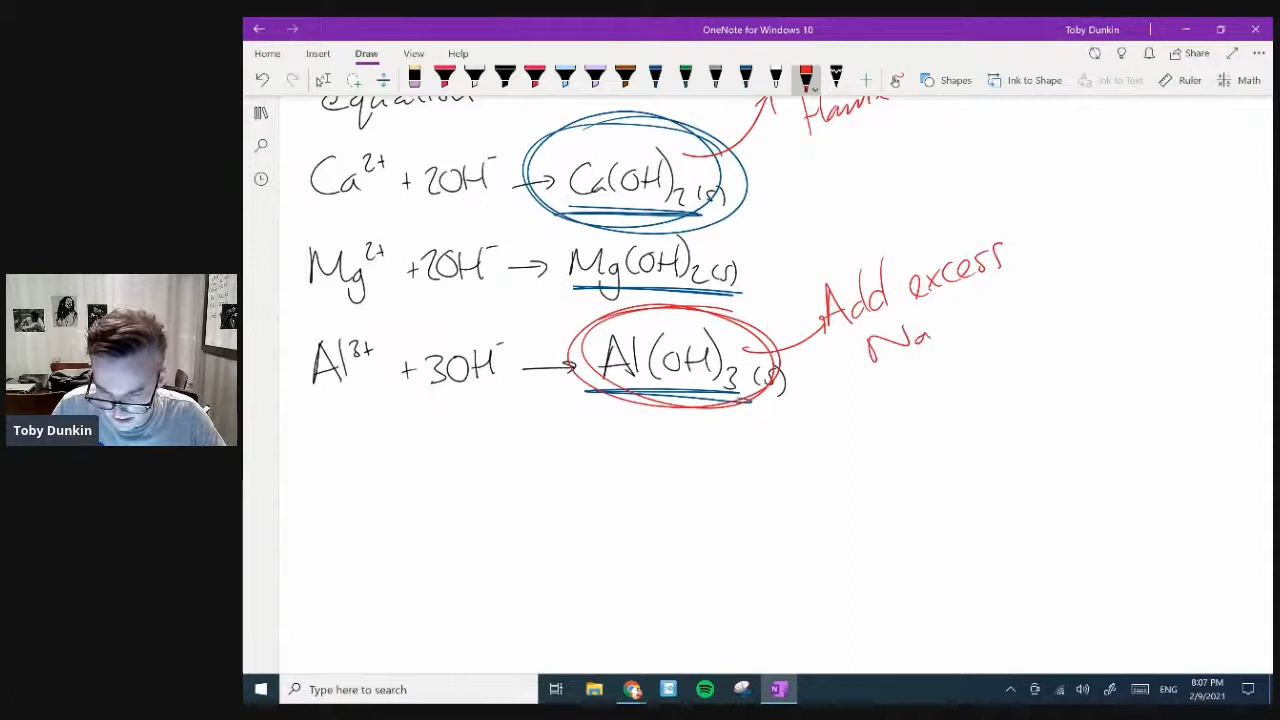 OneNote for Windows 10
Toby Dunkin
Home Insert Draw View Help
Share
Shapes Ink to Shape Ink to Text Ruler Math
equation
Flame
Ca²⁺ + 2OH⁻ → Ca(OH)₂(s)
Mg²⁺ + 2OH⁻ → Mg(OH)₂(s)
Add excess
Na
Al³⁺ + 3OH⁻ → Al(OH)₃(s)
Toby Dunkin
Type here to search
ENG
8:07 PM
2/9/2021